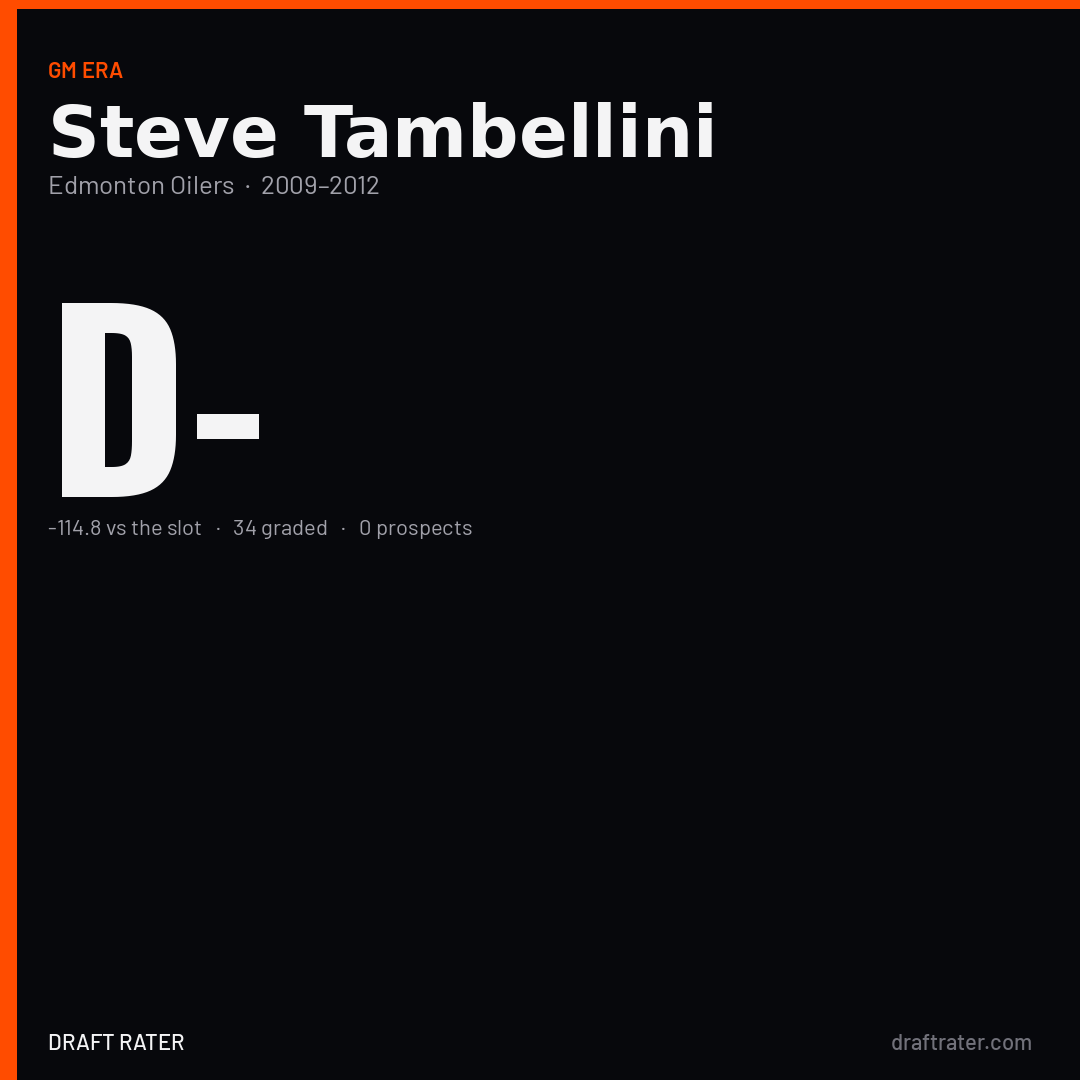 GM ERA
Steve Tambellini
Edmonton Oilers · 2009–2012
D-
-114.8 vs the slot · 34 graded · 0 prospects
DRAFT RATER
draftrater.com